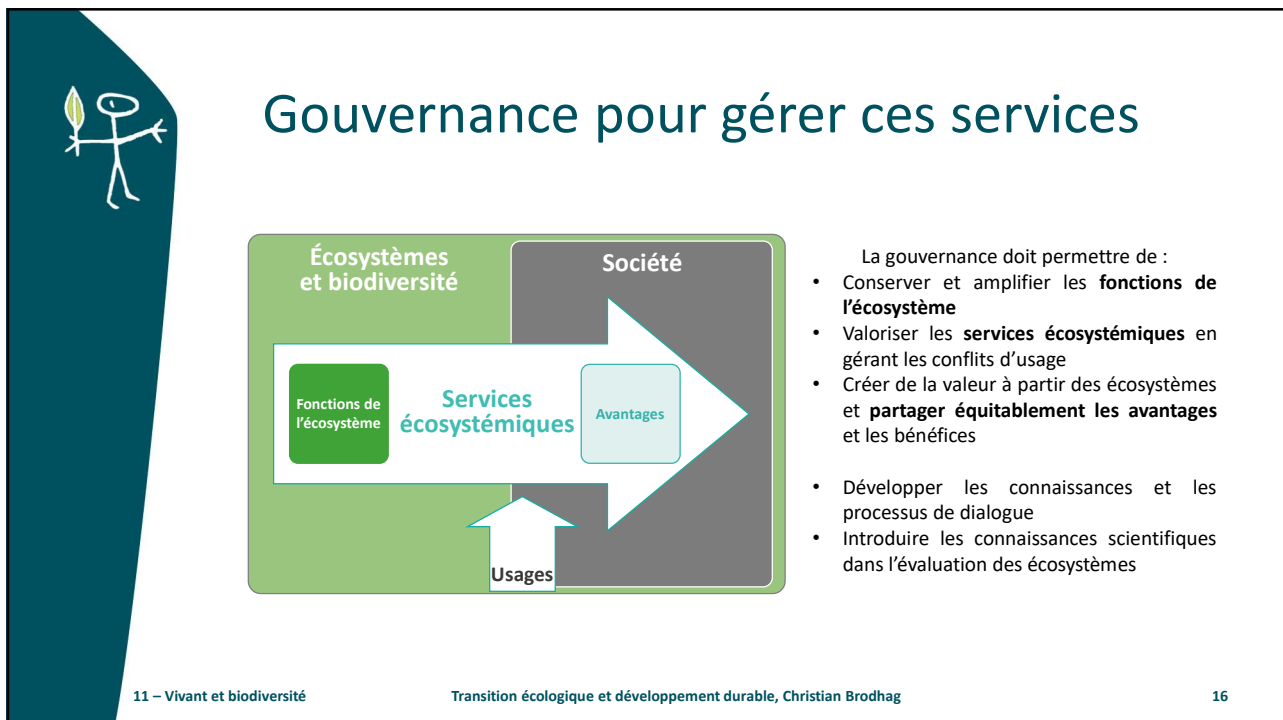 Gouvernance pour gérer ces services
Écosystèmes
et biodiversité
Société
Fonctions de
l'écosystème
Services
écosystémiques
Avantages
Usages
La gouvernance doit permettre de :
• Conserver et amplifier les fonctions de
l'écosystème
• Valoriser les services écosystémiques en
gérant les conflits d'usage
• Créer de la valeur à partir des écosystèmes
et partager équitablement les avantages
et les bénéfices
• Développer les connaissances et les
processus de dialogue
• Introduire les connaissances scientifiques
dans l'évaluation des écosystèmes
11 – Vivant et biodiversité
Transition écologique et développement durable, Christian Brodhag
16